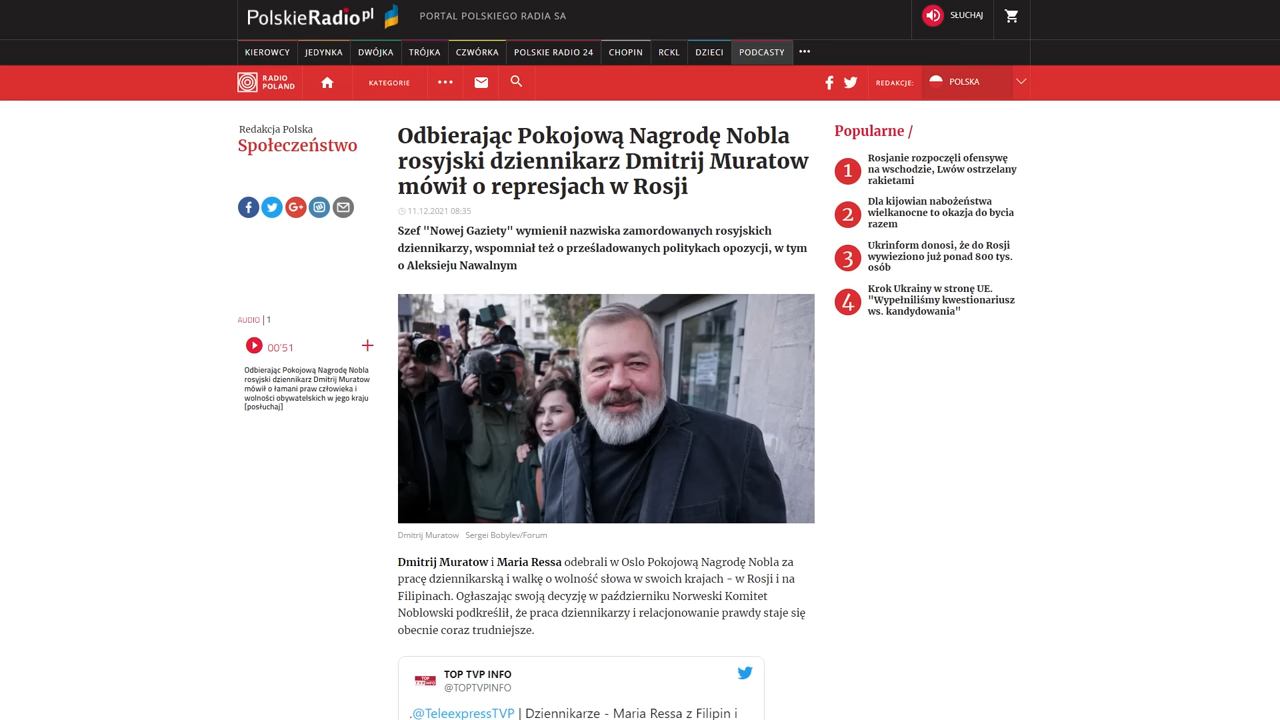 PolskieRadio.pl
PORTAL POLSKIEGO RADIA SA
SŁUCHAJ
KIEROWCY
JEDYNKA
DWÓJKA
TRÓJKA
CZWÓRKA
POLSKIE RADIO 24
CHOPIN
RCKL
DZIECI
PODCASTY
RADIO
POLAND
KATEGORIE
REDAKCJE:
POLSKA
Redakcja Polska
Społeczeństwo
AUDIO | 1
00'51
Odbierając Pokojową Nagrodę Nobla
rosyjski dziennikarz Dmitrij Muratow
mówił o łamani praw człowieka i
wolności obywatelskich w jego kraju
[posłuchaj]
Odbierając Pokojową Nagrodę Nobla
rosyjski dziennikarz Dmitrij Muratow
mówił o represjach w Rosji
11.12.2021 08:35
Szef "Nowej Gaziety" wymienił nazwiska zamordowanych rosyjskich
dziennikarzy, wspomniał też o prześladowanych politykach opozycji, w tym
o Aleksieju Nawalnym
Dmitrij Muratow Sergei Bobylev/Forum
Dmitrij Muratow i Maria Ressa odebrali w Oslo Pokojową Nagrodę Nobla za
pracę dziennikarską i walkę o wolność słowa w swoich krajach - w Rosji i na
Filipinach. Ogłaszając swoją decyzję w październiku Norweski Komitet
Noblowski podkreślił, że praca dziennikarzy i relacjonowanie prawdy staje się
obecnie coraz trudniejsze.
TOP TVP INFO
@TOPTVPINFO
.@TeleexpressTVP | Dziennikarze - Maria Ressa z Filipin i
Popularne /
1
Rosjanie rozpoczęli ofensywę
na wschodzie, Lwów ostrzelany
rakietami
2
Dla kijowian nabożeństwa
wielkanocne to okazja do bycia
razem
3
Ukrinform donosi, że do Rosji
wywieziono już ponad 800 tys.
osób
4
Krok Ukrainy w stronę UE.
"Wypełniliśmy kwestionariusz
ws. kandydowania"